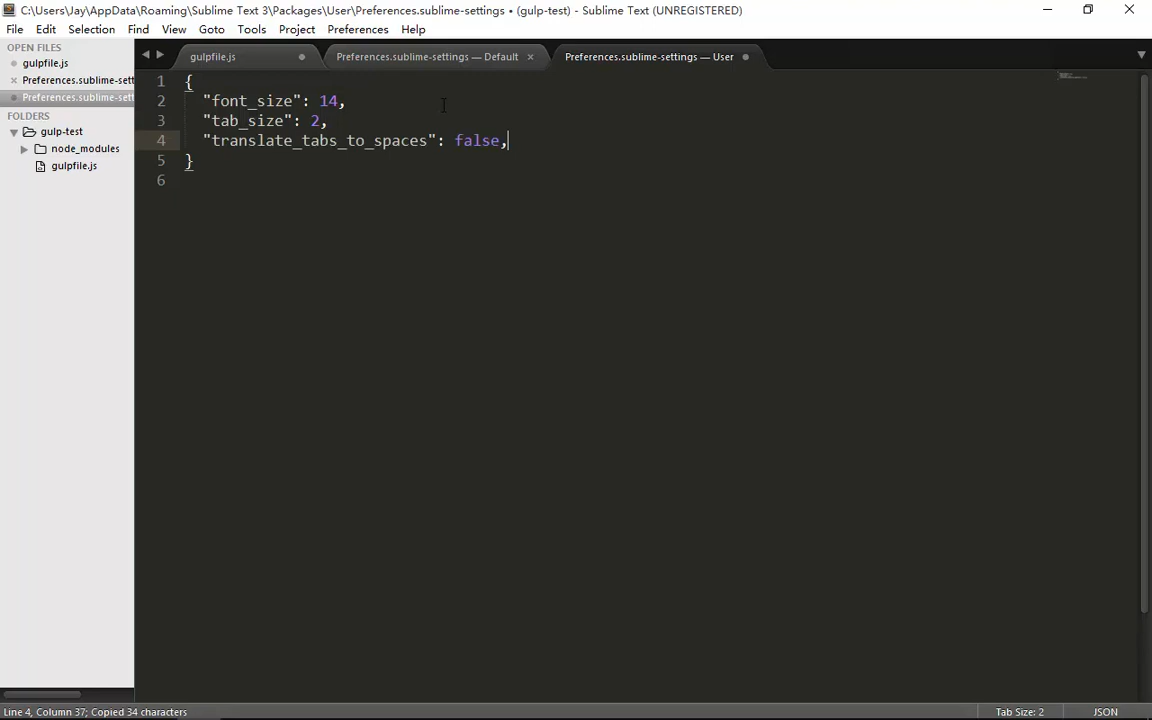 C:\Users\Jay\AppData\Roaming\Sublime Text 3\Packages\User\Preferences.sublime-settings • (gulp-test) - Sublime Text (UNREGISTERED)
File Edit Selection Find View Goto Tools Project Preferences Help
OPEN FILES
gulpfile.js
Preferences.sublime-sett
Preferences.sublime-sett
FOLDERS
gulp-test
node_modules
gulpfile.js
gulpfile.js
Preferences.sublime-settings — Default
Preferences.sublime-settings — User
1 {
2 "font_size": 14,
3 "tab_size": 2,
4 "translate_tabs_to_spaces": false,
5 }
6
Line 4, Column 37; Copied 34 characters
Tab Size: 2
JSON